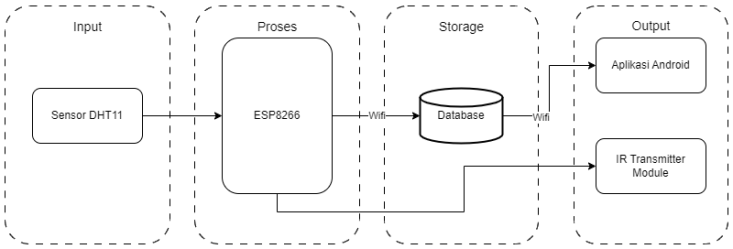 Input
Proses
Storage
Output
Sensor DHT11
ESP8266
Wifi
Database
Wifi
Aplikasi Android
IR Transmitter
Module